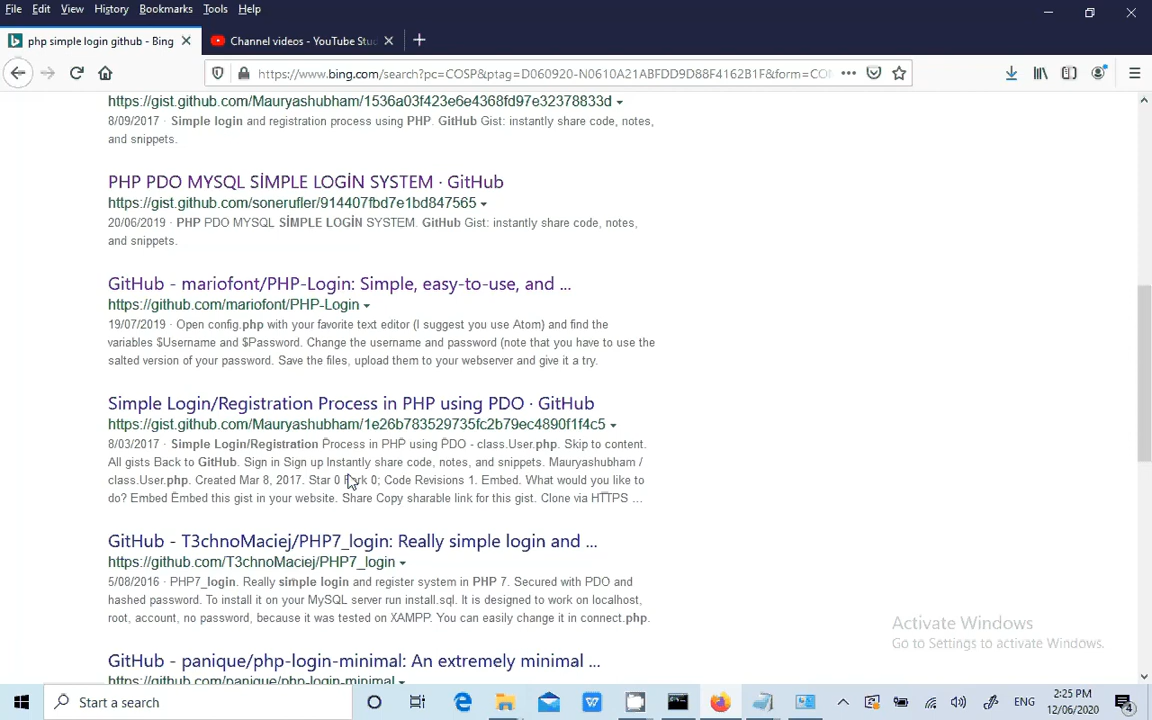 File Edit View History Bookmarks Tools Help
php simple login github - Bing
Channel videos - YouTube Stu
https://www.bing.com/search?pc=COSP&ptag=D060920-N0610A21ABFDD9D88F4162B1F&form=CON
https://gist.github.com/Mauryashubham/1536a03f423e6e4368fd97e32378833d
8/09/2017 · Simple login and registration process using PHP. GitHub Gist: instantly share code, notes,
and snippets.
PHP PDO MYSQL SİMPLE LOGİN SYSTEM · GitHub
https://gist.github.com/sonerufler/914407fbd7e1bd847565
20/06/2019 · PHP PDO MYSQL SİMPLE LOGİN SYSTEM. GitHub Gist: instantly share code, notes,
and snippets.
GitHub - mariofont/PHP-Login: Simple, easy-to-use, and ...
https://github.com/mariofont/PHP-Login
19/07/2019 · Open config.php with your favorite text editor (I suggest you use Atom) and find the
variables $Username and $Password. Change the username and password (note that you have to use the
salted version of your password. Save the files, upload them to your webserver and give it a try.
Simple Login/Registration Process in PHP using PDO · GitHub
https://gist.github.com/Mauryashubham/1e26b783529735fc2b79ec4890f1f4c5
8/03/2017 · Simple Login/Registration Process in PHP using PDO - class.User.php. Skip to content.
All gists Back to GitHub. Sign in Sign up Instantly share code, notes, and snippets. Mauryashubham /
class.User.php. Created Mar 8, 2017. Star 0 Fork 0; Code Revisions 1. Embed. What would you like to
do? Embed Embed this gist in your website. Share Copy sharable link for this gist. Clone via HTTPS ...
GitHub - T3chnoMaciej/PHP7_login: Really simple login and ...
https://github.com/T3chnoMaciej/PHP7_login
5/08/2016 · PHP7_login. Really simple login and register system in PHP 7. Secured with PDO and
hashed password. To install it on your MySQL server run install.sql. It is designed to work on localhost,
root, account, no password, because it was tested on XAMPP. You can easily change it in connect.php.
GitHub - panique/php-login-minimal: An extremely minimal ...
https://github.com/panique/php-login-minimal
Activate Windows
Go to Settings to activate Windows.
Start a search
ENG
2:25 PM
12/06/2020
4